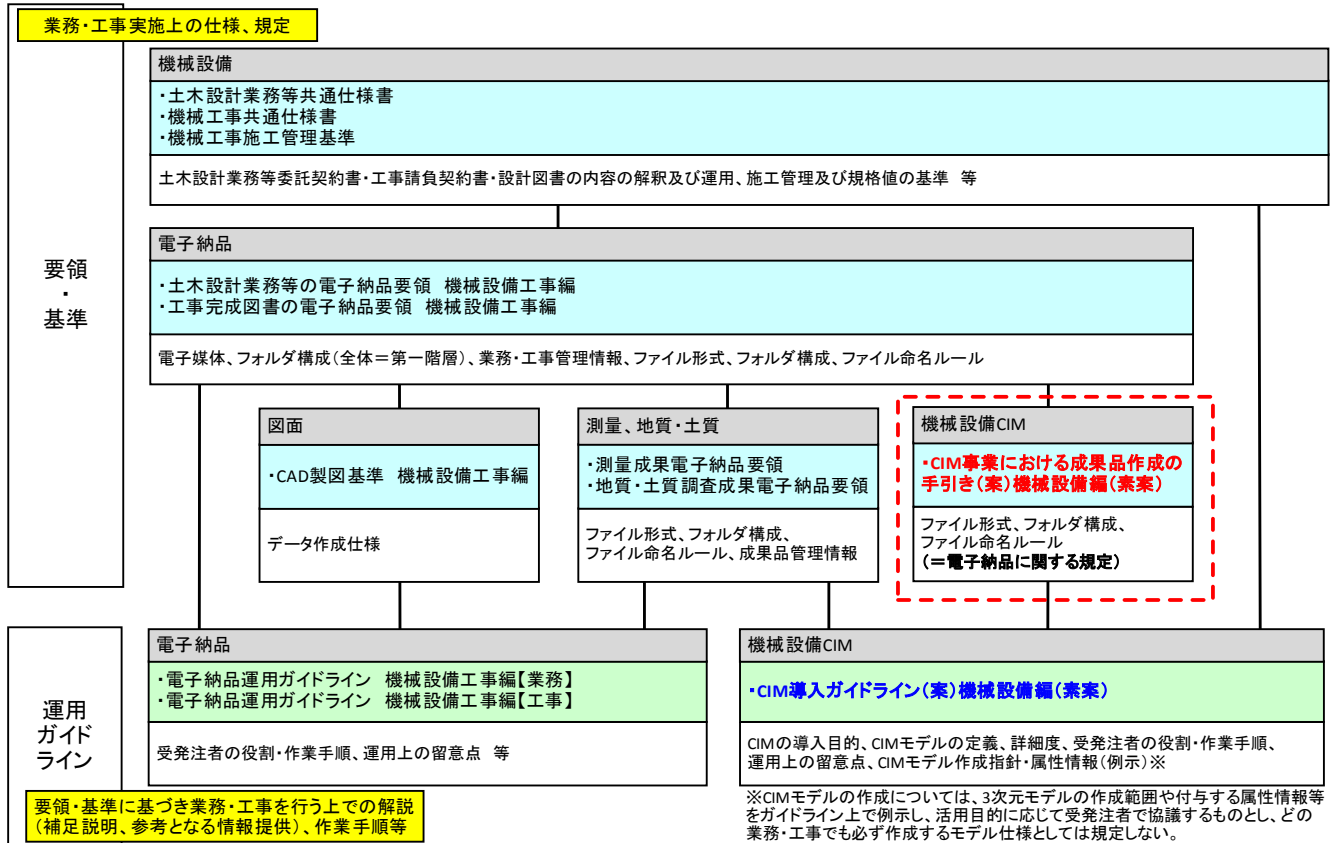 業務・工事実施上の仕様、規定
要領
・
基準
機械設備
・土木設計業務等共通仕様書
・機械工事共通仕様書
・機械工事施工管理基準
土木設計業務等委託契約書・工事請負契約書・設計図書の内容の解釈及び運用、施工管理及び規格値の基準 等
電子納品
・土木設計業務等の電子納品要領 機械設備工事編
・工事完成図書の電子納品要領 機械設備工事編
電子媒体、フォルダ構成(全体=第一階層)、業務・工事管理情報、ファイル形式、フォルダ構成、ファイル命名ルール
図面
・CAD製図基準 機械設備工事編
データ作成仕様
測量、地質・土質
・測量成果電子納品要領
・地質・土質調査成果電子納品要領
ファイル形式、フォルダ構成、
ファイル命名ルール、成果品管理情報
機械設備CIM
・CIM事業における成果品作成の
手引き(案)機械設備編(素案)
ファイル形式、フォルダ構成、
ファイル命名ルール
(=電子納品に関する規定)
運用
ガイド
ライン
電子納品
・電子納品運用ガイドライン 機械設備工事編【業務】
・電子納品運用ガイドライン 機械設備工事編【工事】
受発注者の役割・作業手順、運用上の留意点 等
要領・基準に基づき業務・工事を行う上での解説
(補足説明、参考となる情報提供)、作業手順等
機械設備CIM
・CIM導入ガイドライン(案)機械設備編(素案)
CIMの導入目的、CIMモデルの定義、詳細度、受発注者の役割・作業手順、
運用上の留意点、CIMモデル作成指針・属性情報(例示)※
※CIMモデルの作成については、3次元モデルの作成範囲や付与する属性情報等
をガイドライン上で例示し、活用目的に応じて受発注者で協議するものとし、どの
業務・工事でも必ず作成するモデル仕様としては規定しない。